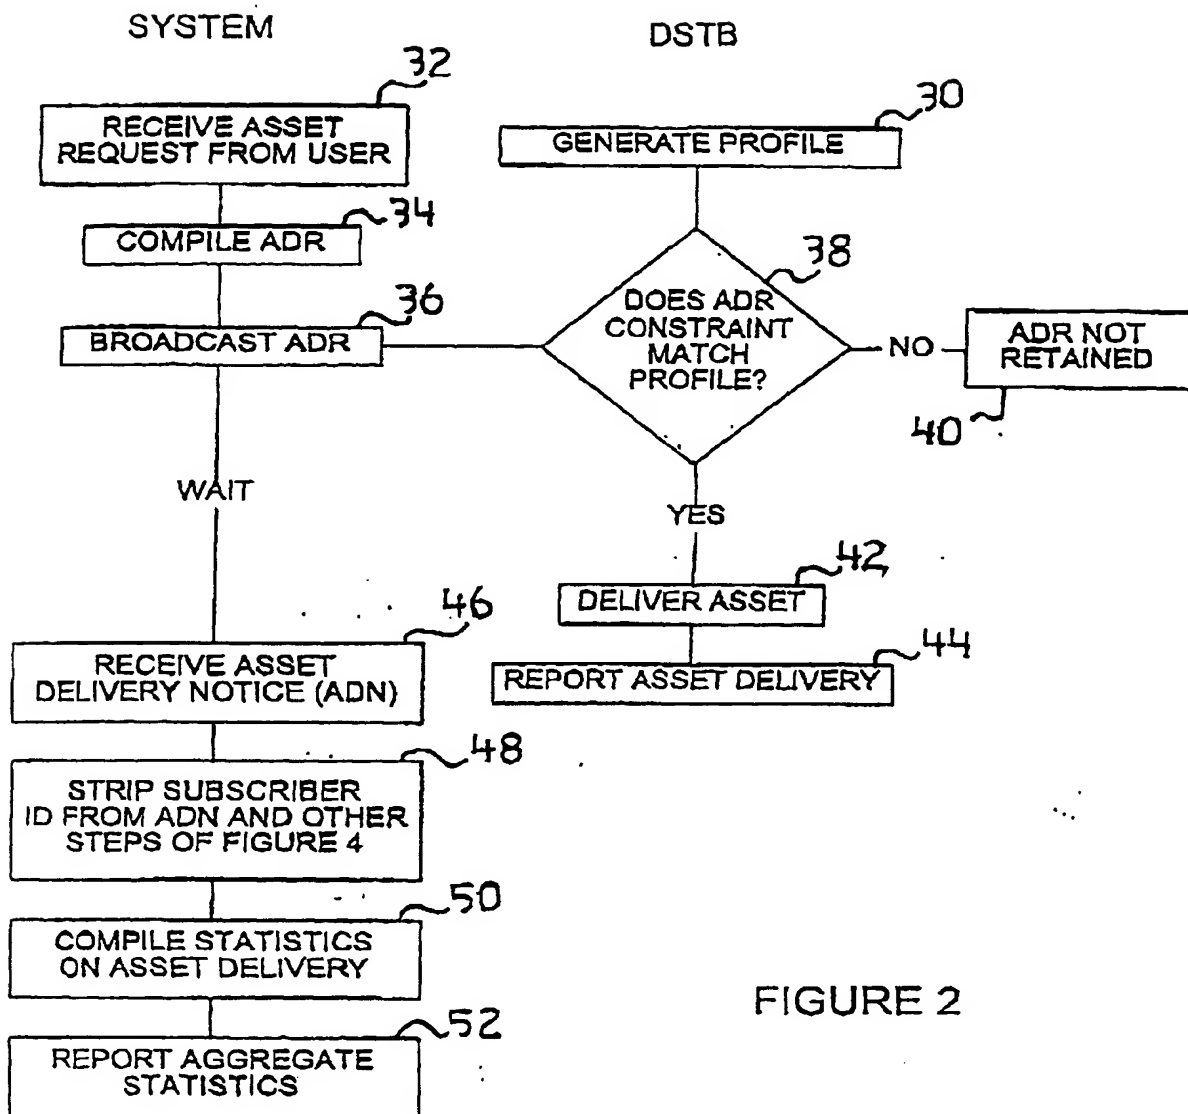 SYSTEM
DSTB
32
RECEIVE ASSET
REQUEST FROM USER
30
GENERATE PROFILE
34
COMPILE ADR
38
DOES ADR
CONSTRAINT
MATCH
PROFILE?
36
BROADCAST ADR
NO
ADR NOT
RETAINED
40
WAIT
YES
42
DELIVER ASSET
44
REPORT ASSET DELIVERY
46
RECEIVE ASSET
DELIVERY NOTICE (ADN)
48
STRIP SUBSCRIBER
ID FROM ADN AND OTHER
STEPS OF FIGURE 4
50
COMPILE STATISTICS
ON ASSET DELIVERY
52
REPORT AGGREGATE
STATISTICS
FIGURE 2